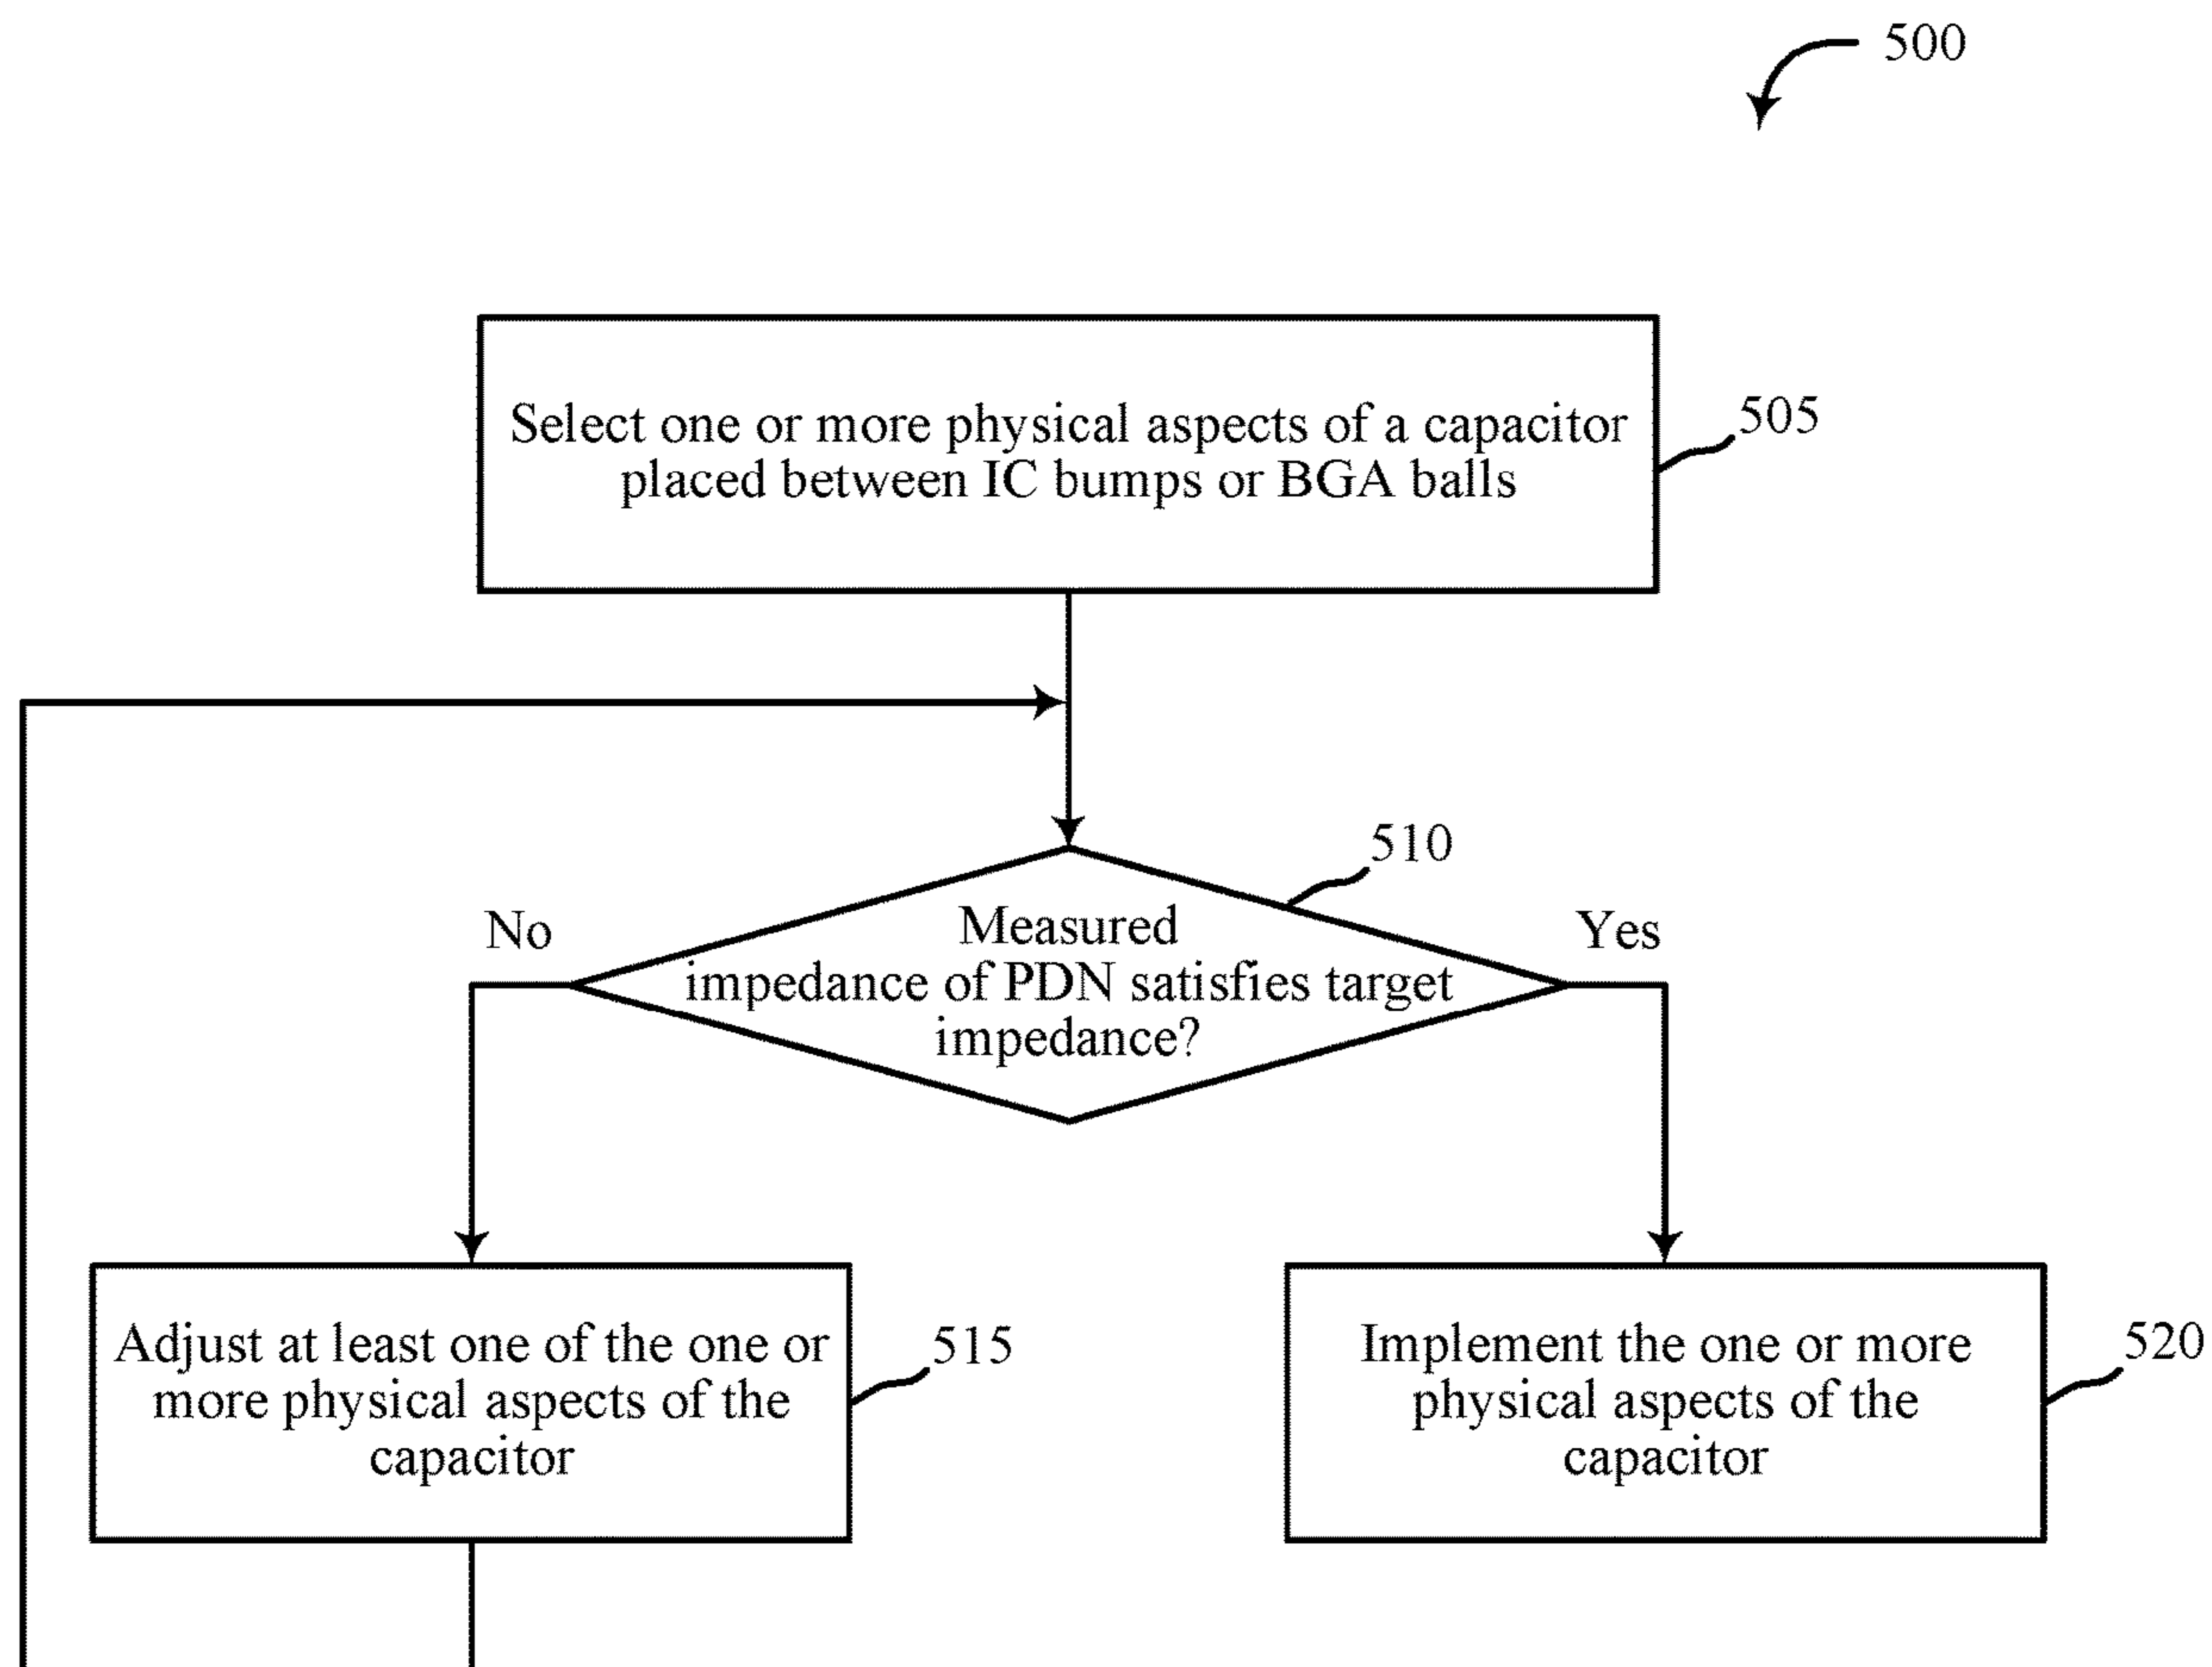 500
Select one or more physical aspects of a capacitor
placed between IC bumps or BGA balls
505
510
No
Yes
Measured
impedance of PDN satisfies target
impedance?
Adjust at least one of the one or
more physical aspects of the
capacitor
515
Implement the one or more
physical aspects of the
capacitor
520